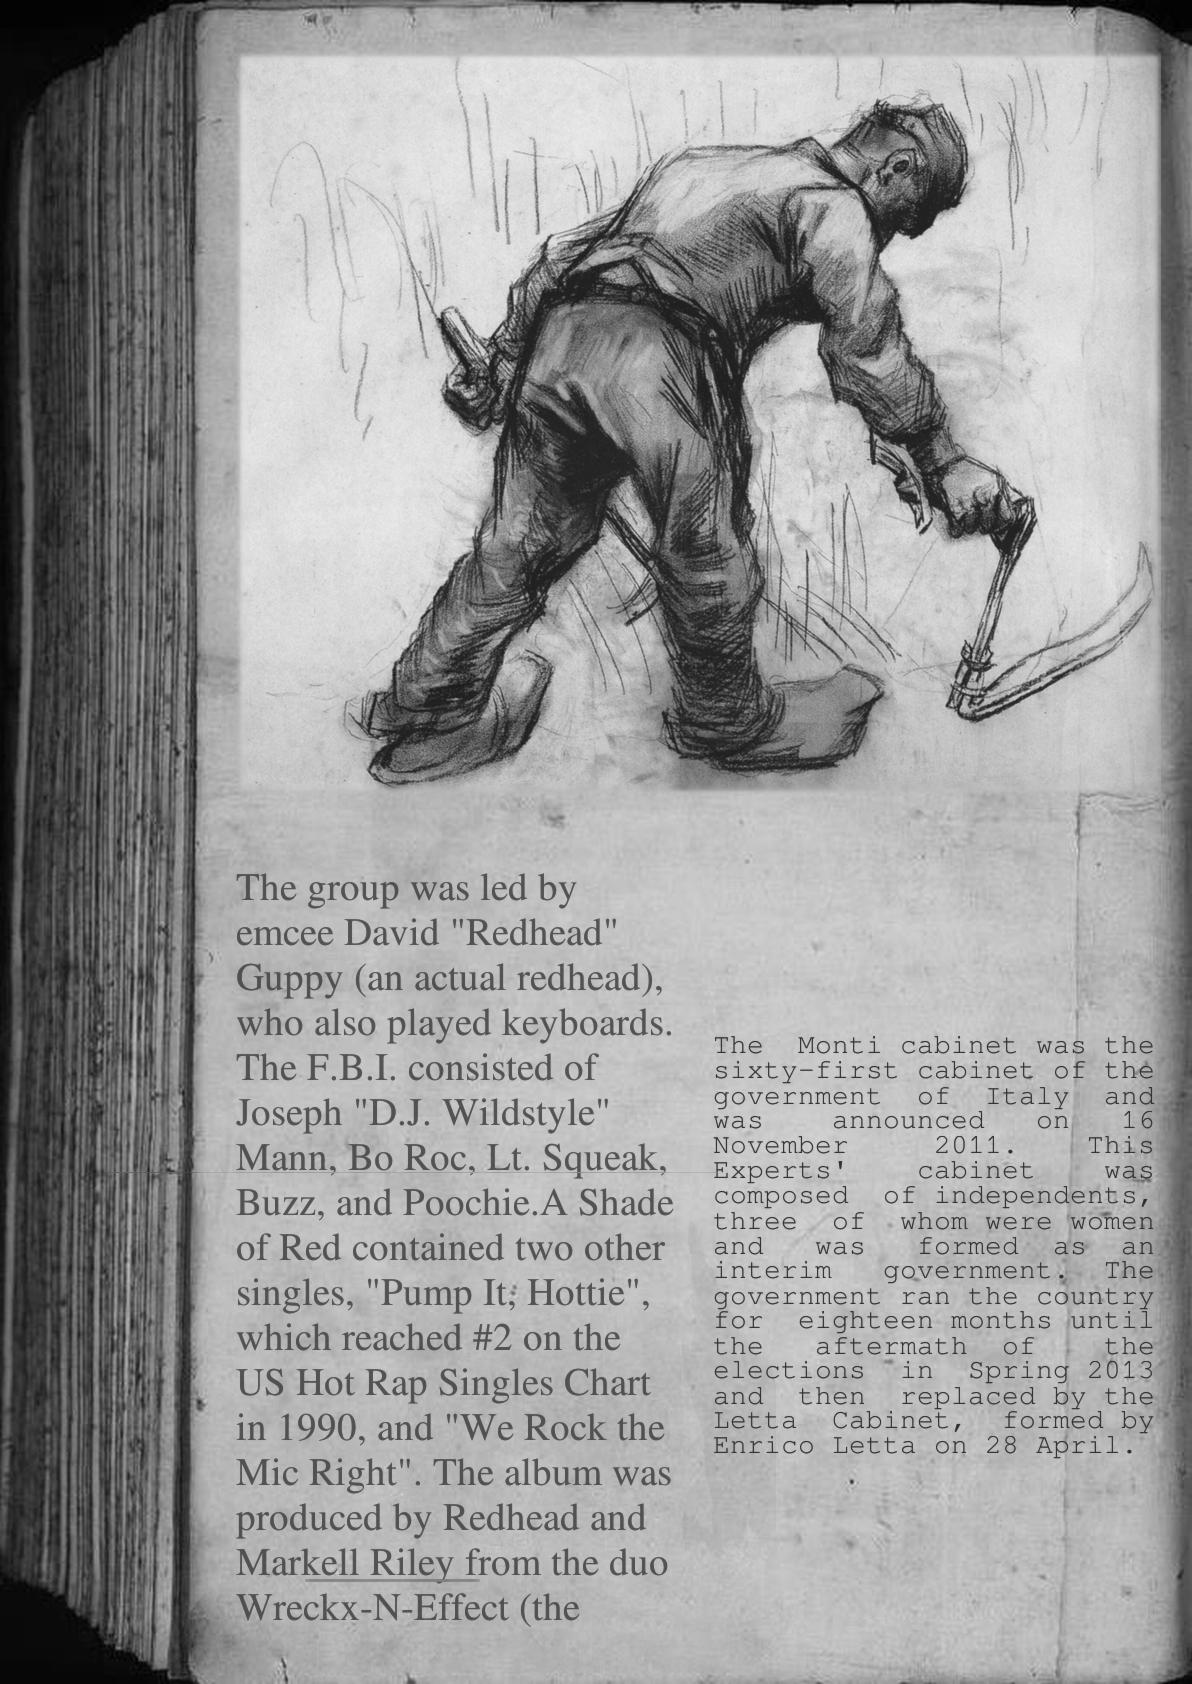 The group was led by
emcee David "Redhead"
Guppy (an actual redhead),
who also played keyboards.
The F.B.I. consisted of
Joseph "D.J. Wildstyle"
Mann, Bo Roc, Lt. Squeak,
Buzz, and Poochie.A Shade
of Red contained two other
singles, "Pump It, Hottie",
which reached #2 on the
US Hot Rap Singles Chart
in 1990, and "We Rock the
Mic Right". The album was
produced by Redhead and
Markell Riley from the duo
Wreckx-N-Effect (the
The Monti cabinet was the
sixty-first cabinet of the
government of Italy and
was announced on 16
November 2011. This
Experts' cabinet was
composed of independents,
three of whom were women
and was formed as an
interim government. The
government ran the country
for eighteen months until
the aftermath of the
elections in Spring 2013
and then replaced by the
Letta Cabinet, formed by
Enrico Letta on 28 April.